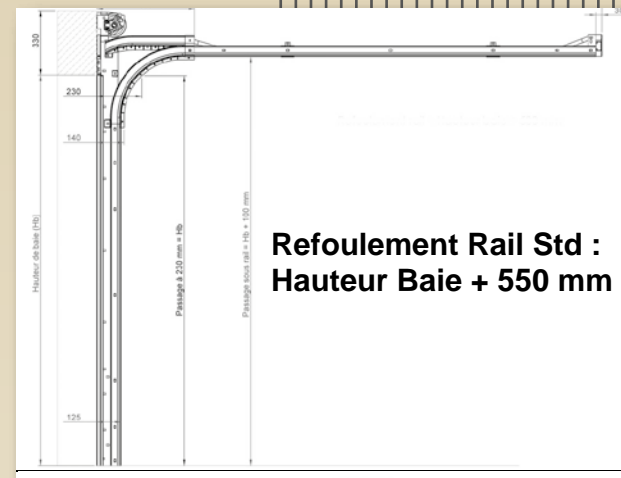 330
230
140
Hauteur de baie (Hb)
Passage à 230 mm = Hb
Passage sous rail = Hb + 100 mm
Refoulement Rail Std :
Hauteur Baie + 550 mm
125